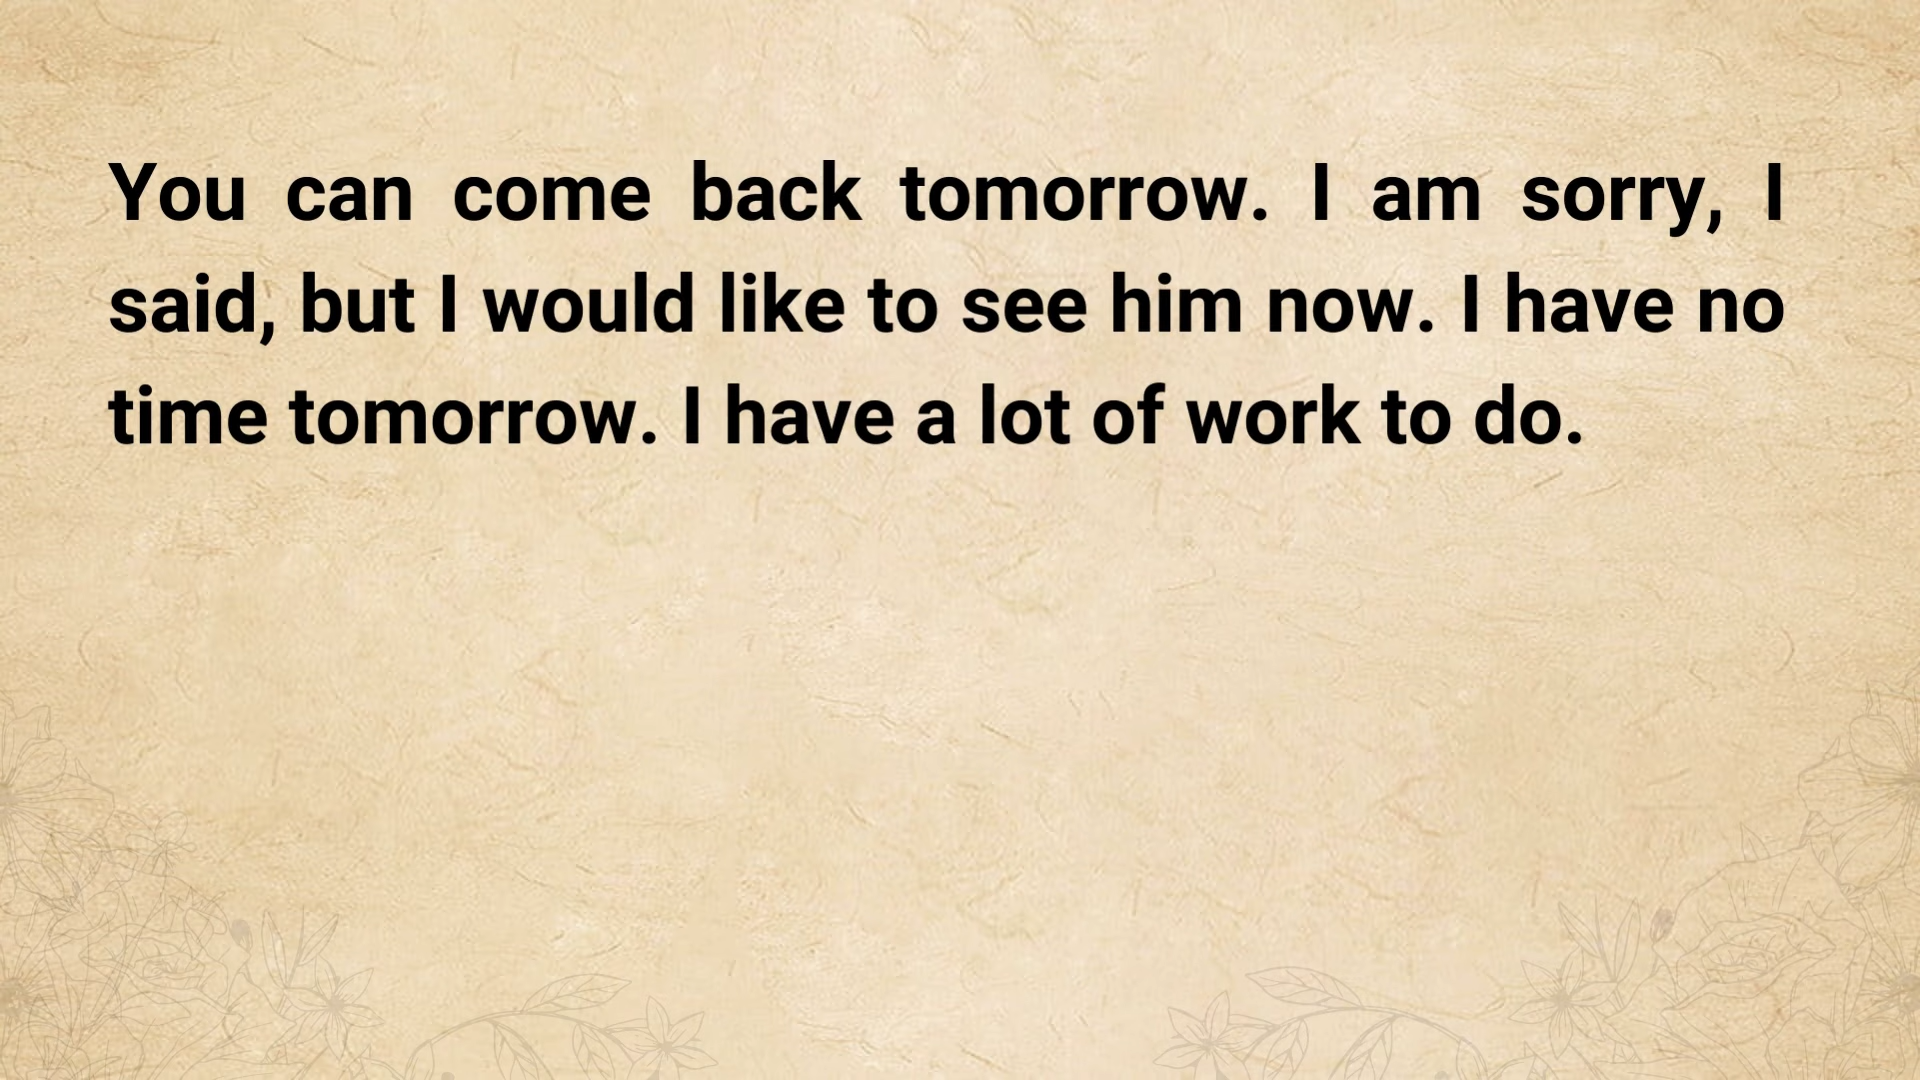 You can come back tomorrow. I am sorry, I
said, but I would like to see him now. I have no
time tomorrow. I have a lot of work to do.